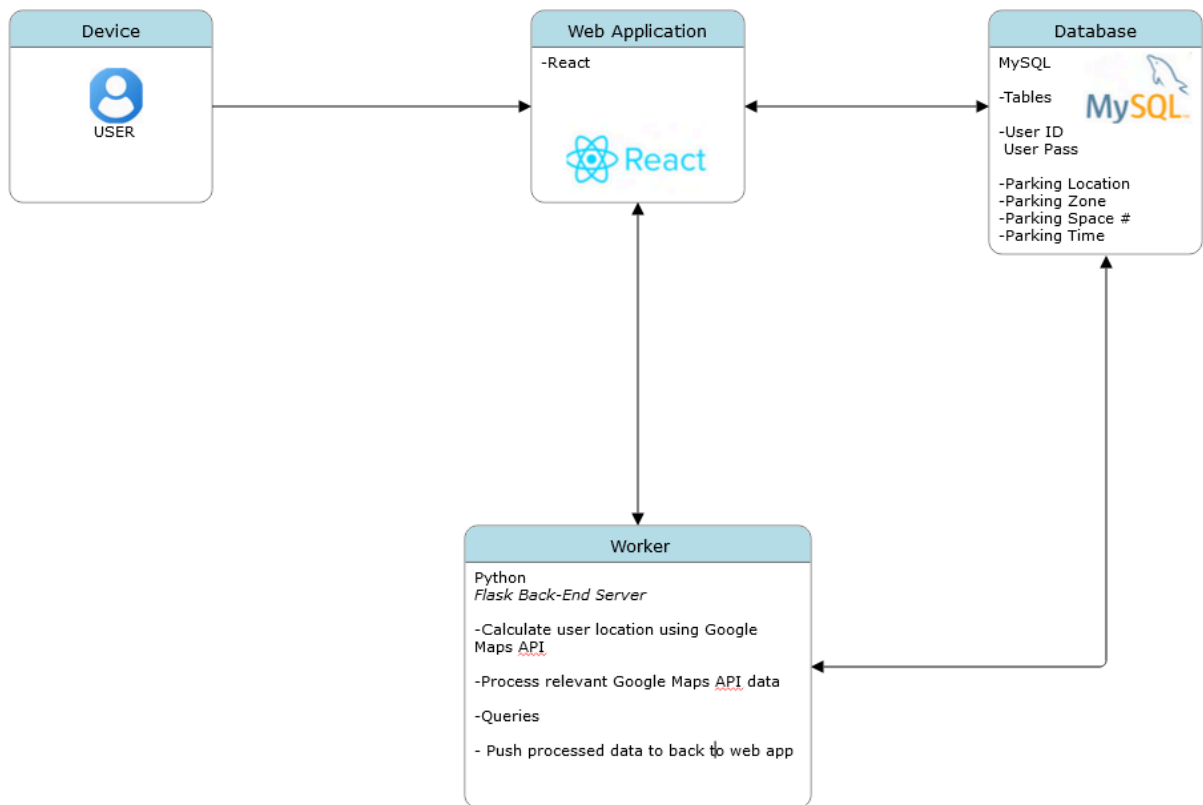 Device
USER
Web Application
-React
React
Database
MySQL
MySQL
-Tables
-User ID
User Pass
-Parking Location
-Parking Zone
-Parking Space #
-Parking Time
Worker
Python
Flask Back-End Server
-Calculate user location using Google
Maps API
-Process relevant Google Maps API data
-Queries
- Push processed data to back to web app